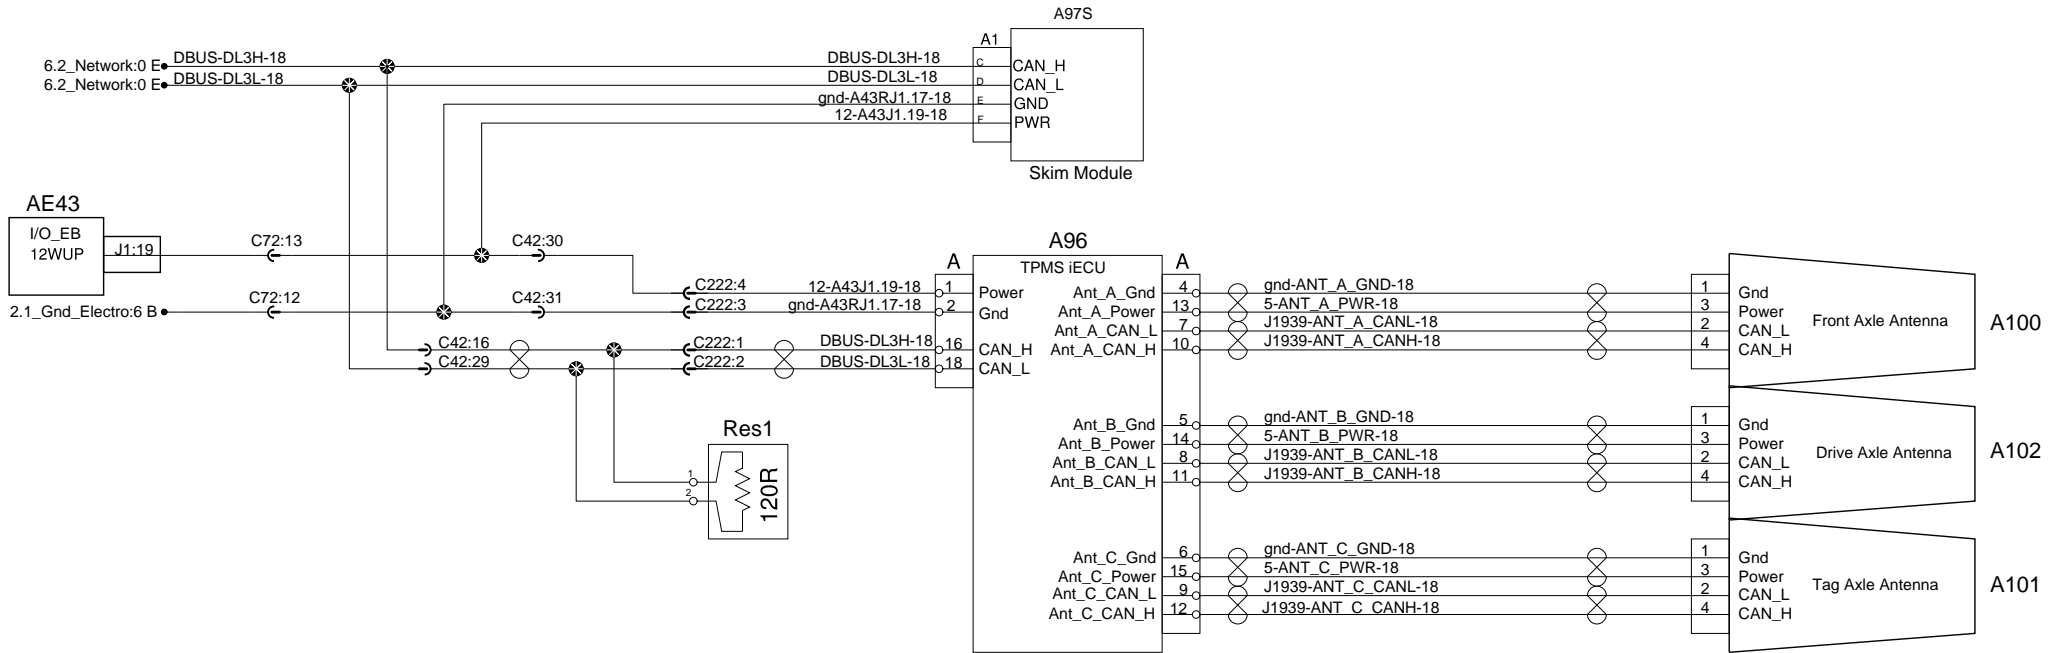 A97S
A1
6.2_Network:0 E DBUS-DL3H-18 DBUS-DL3H-18 C CAN_H
6.2_Network:0 E DBUS-DL3L-18 DBUS-DL3L-18 D CAN_L
gnd-A43RJ1.17-18 E GND
12-A43J1.19-18 F PWR
Skim Module
AE43
I/O_EB
12WUP
J1:19
C72:13
C42:30
2.1_Gnd_Electro:6 B
C72:12
C42:31
A96
TPMS iECU
A
A
C222:4 12-A43J1.19-18 1 Power
C222:3 gnd-A43RJ1.17-18 2 Gnd
C42:16 C222:1 DBUS-DL3H-18 16 CAN_H
C42:29 C222:2 DBUS-DL3L-18 18 CAN_L
Res1
1
2
120R
Ant_A_Gnd 4 gnd-ANT_A_GND-18 1 Gnd
Ant_A_Power 13 5-ANT_A_PWR-18 3 Power
Ant_A_CAN_L 7 J1939-ANT_A_CANL-18 2 CAN_L
Ant_A_CAN_H 10 J1939-ANT_A_CANH-18 4 CAN_H
Front Axle Antenna
A100
Ant_B_Gnd 5 gnd-ANT_B_GND-18 1 Gnd
Ant_B_Power 14 5-ANT_B_PWR-18 3 Power
Ant_B_CAN_L 8 J1939-ANT_B_CANL-18 2 CAN_L
Ant_B_CAN_H 11 J1939-ANT_B_CANH-18 4 CAN_H
Drive Axle Antenna
A102
Ant_C_Gnd 6 gnd-ANT_C_GND-18 1 Gnd
Ant_C_Power 15 5-ANT_C_PWR-18 3 Power
Ant_C_CAN_L 9 J1939-ANT_C_CANL-18 2 CAN_L
Ant_C_CAN_H 12 J1939-ANT_C_CANH-18 4 CAN_H
Tag Axle Antenna
A101